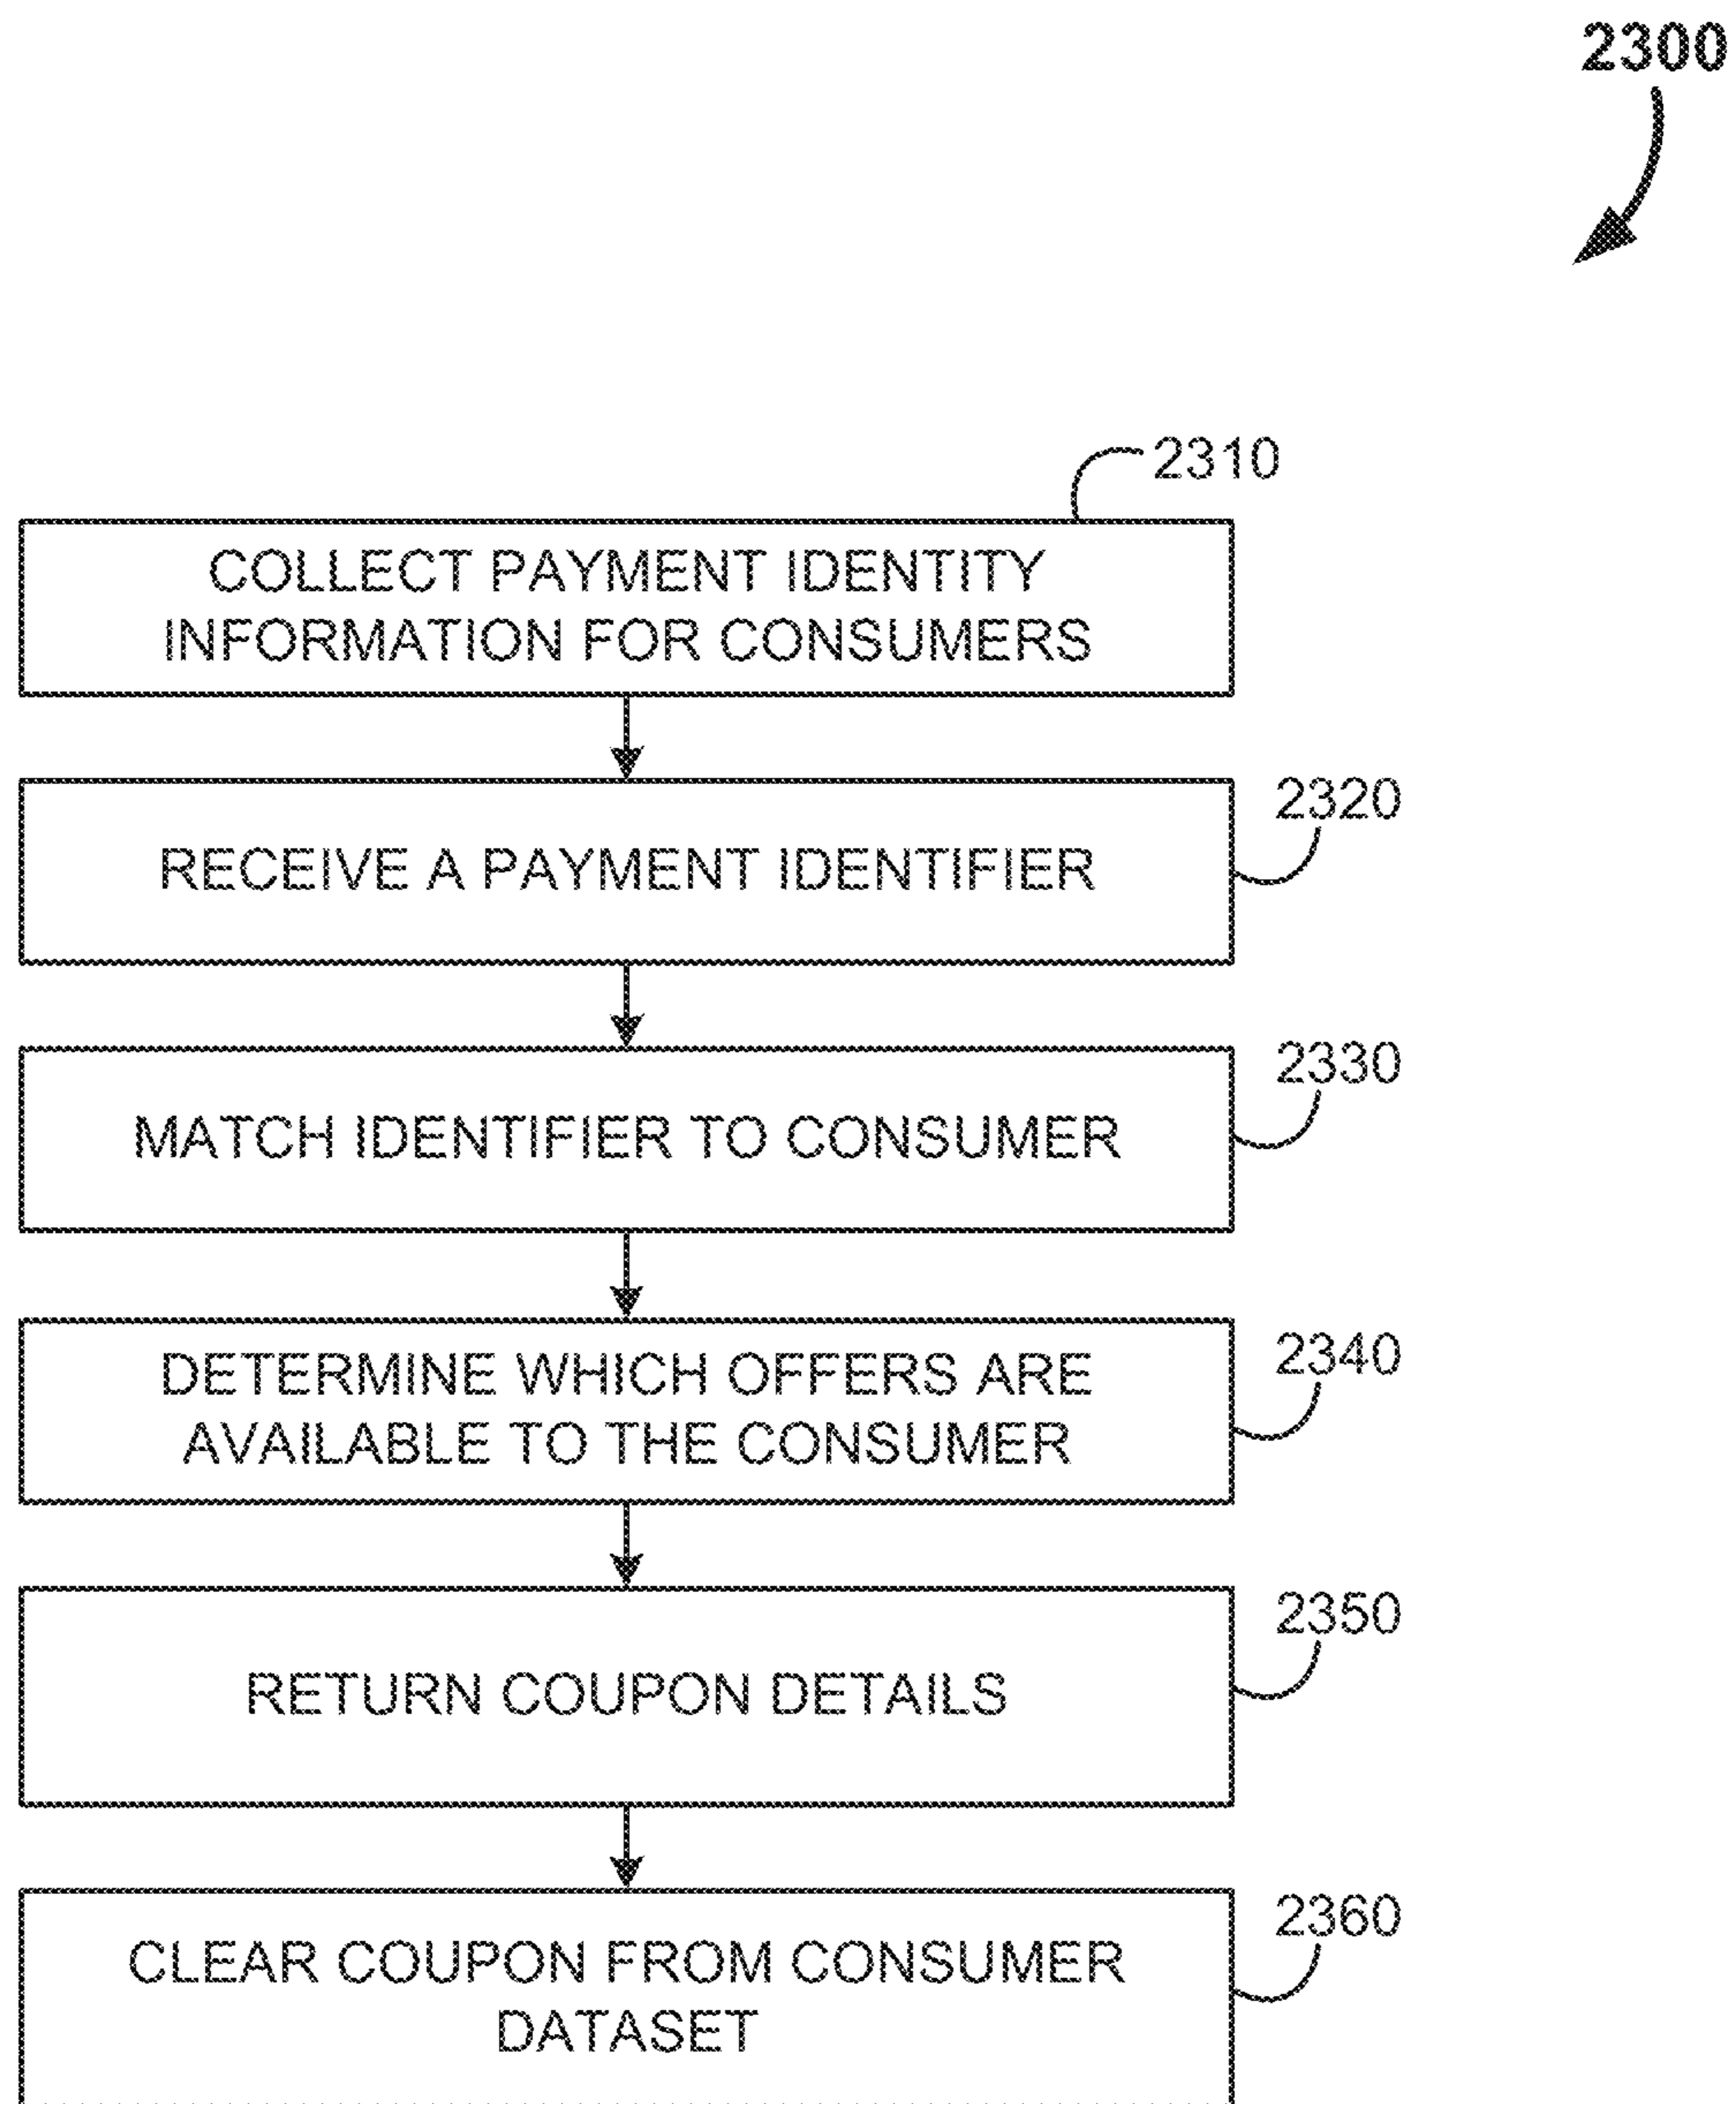 2300
2310
COLLECT PAYMENT IDENTITY
INFORMATION FOR CONSUMERS
2320
RECEIVE A PAYMENT IDENTIFIER
2330
MATCH IDENTIFIER TO CONSUMER
2340
DETERMINE WHICH OFFERS ARE
AVAILABLE TO THE CONSUMER
2350
RETURN COUPON DETAILS
2360
CLEAR COUPON FROM CONSUMER
DATASET